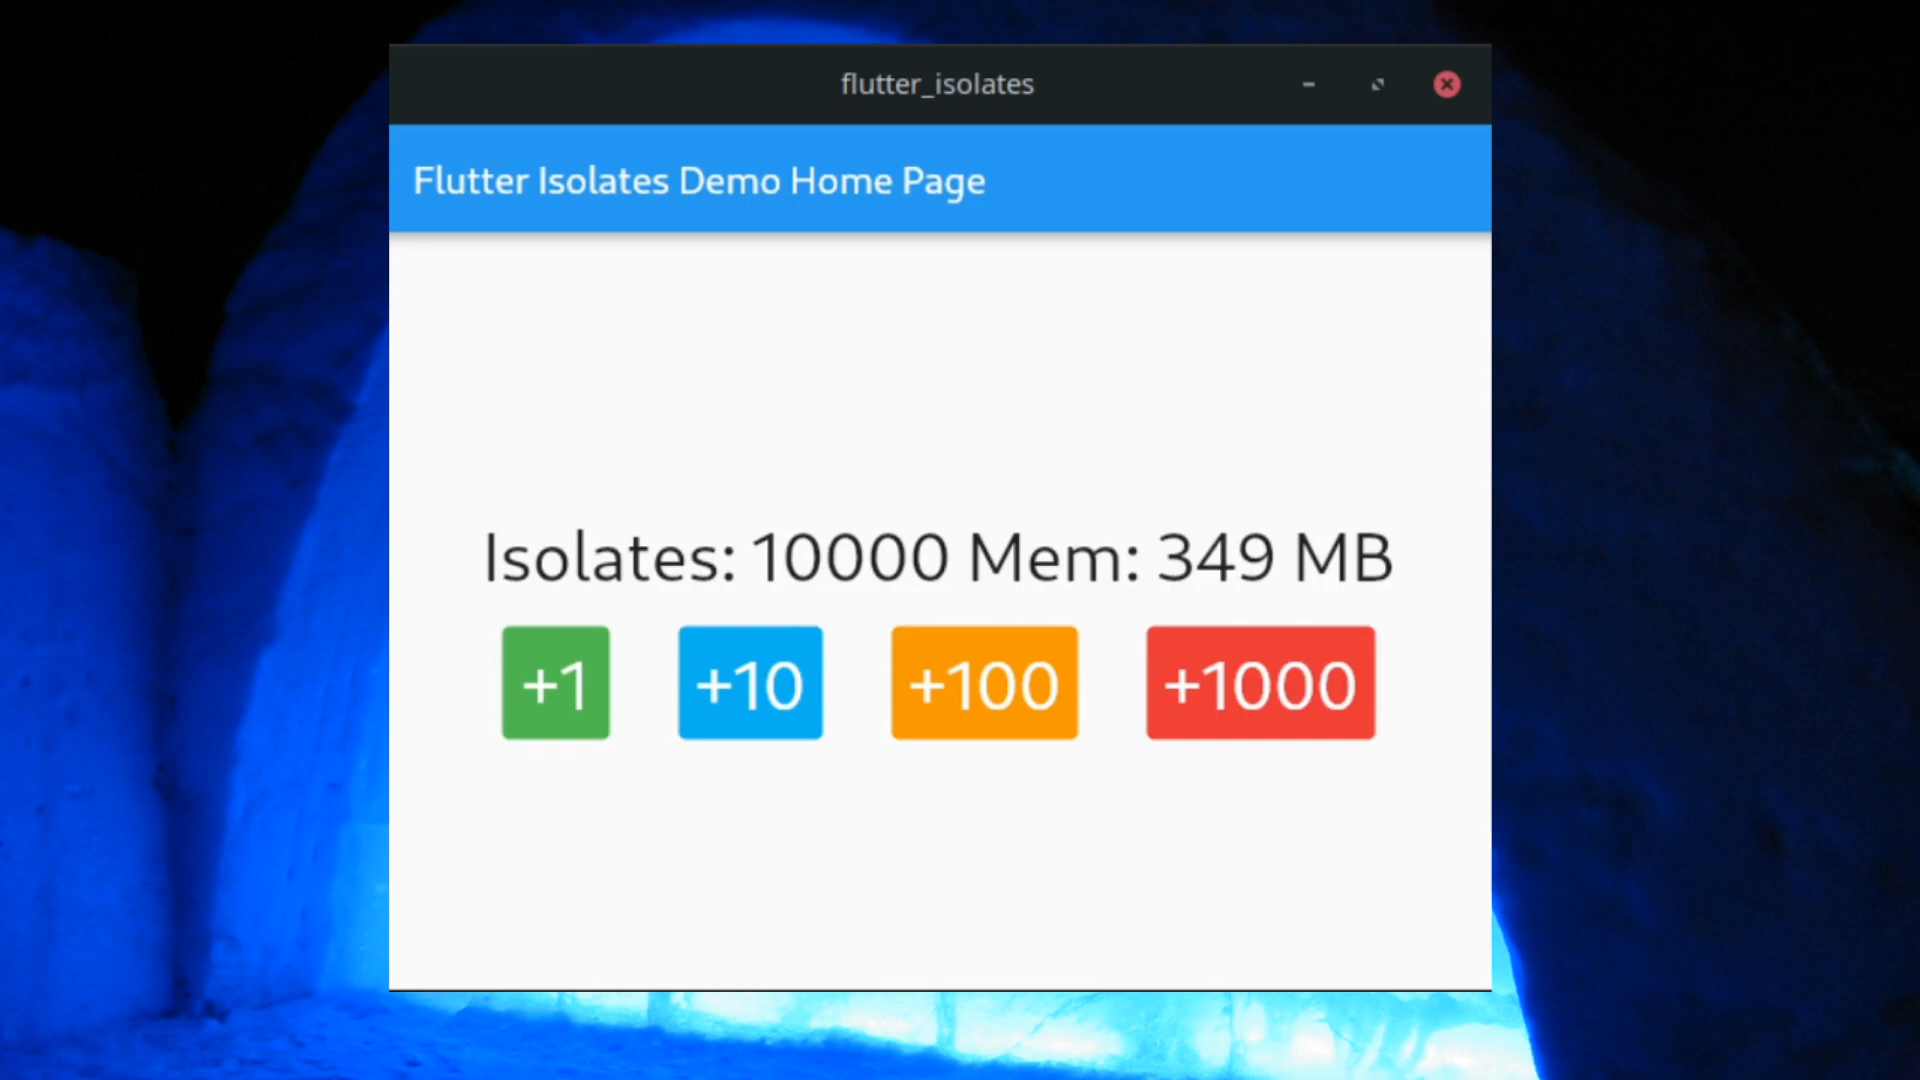 flutter_isolates
Flutter Isolates Demo Home Page
Isolates: 10000 Mem: 349 MB
+1 +10 +100 +1000